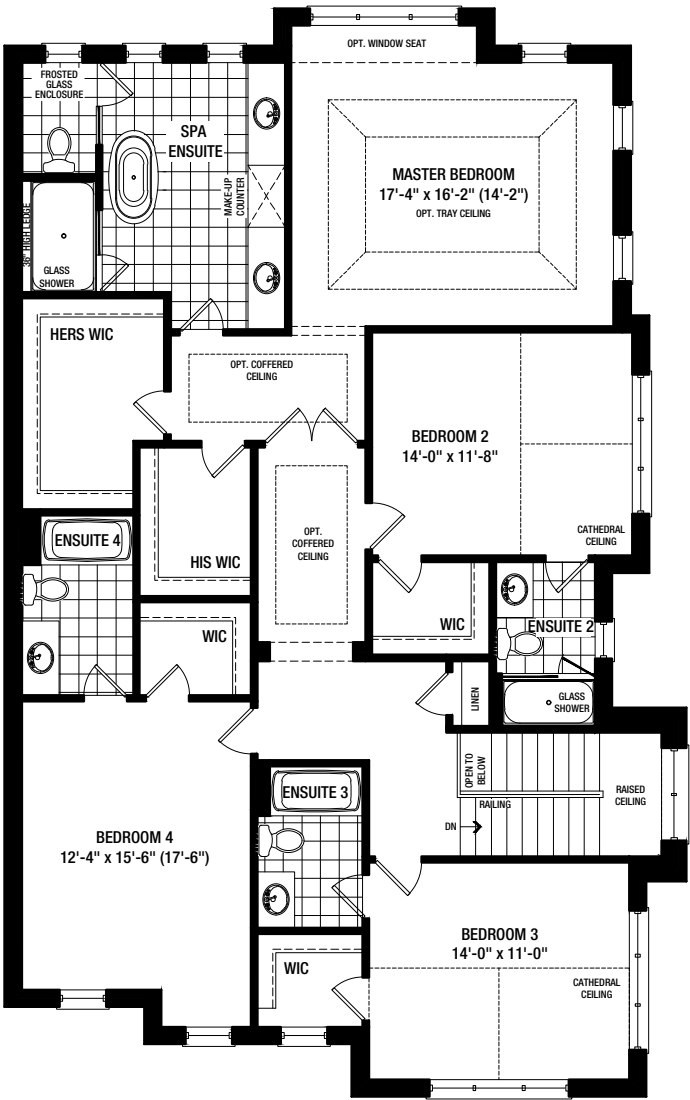 OPT. WINDOW SEAT
FROSTED
GLASS
ENCLOSURE
SPA
ENSUITE
MAKE-UP
COUNTER
MASTER BEDROOM
17'-4" x 16'-2" (14'-2")
OPT. TRAY CEILING
36" HIGH LEDGE
GLASS
SHOWER
HERS WIC
OPT. COFFERED
CEILING
BEDROOM 2
14'-0" x 11'-8"
CATHEDRAL
CEILING
OPT.
COFFERED
CEILING
ENSUITE 4
HIS WIC
WIC
WIC
ENSUITE 2
GLASS
SHOWER
LINEN
OPEN TO
BELOW
RAILING
RAISED
CEILING
DN
ENSUITE 3
BEDROOM 4
12'-4" x 15'-6" (17'-6")
WIC
BEDROOM 3
14'-0" x 11'-0"
CATHEDRAL
CEILING